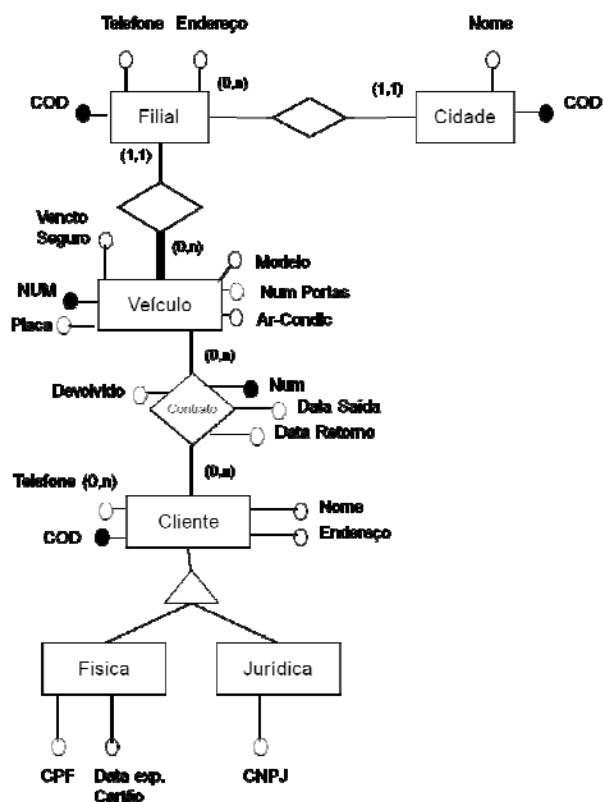 Telefone Endereço
Nome
(0,n)
(1,1)
COD
Filial
Cidade
COD
(1,1)
Vencto
Seguro
(0,n)
Modelo
NUM
Veículo
Num Portas
Placa
Ar-Condic
(0,n)
Devolvido
Num
Contrato
Data Saída
Data Retorno
(0,n)
Telefone (0,n)
Nome
COD
Cliente
Endereço
Fisica
Jurídica
CPF
Data exp.
Cartão
CNPJ